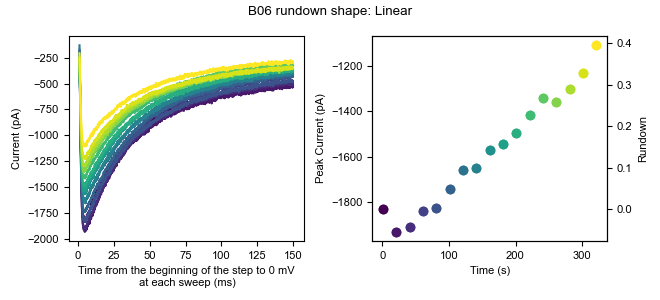 B06 rundown shape: Linear
Current (pA)
−250
−500
−750
−1000
−1250
−1500
−1750
−2000
0 25 50 75 100 125 150
Time from the beginning of the step to 0 mV
at each sweep (ms)
Peak Current (pA)
−1200
−1400
−1600
−1800
0 100 200 300
Time (s)
0.4
0.3
0.2
0.1
0.0
Rundown